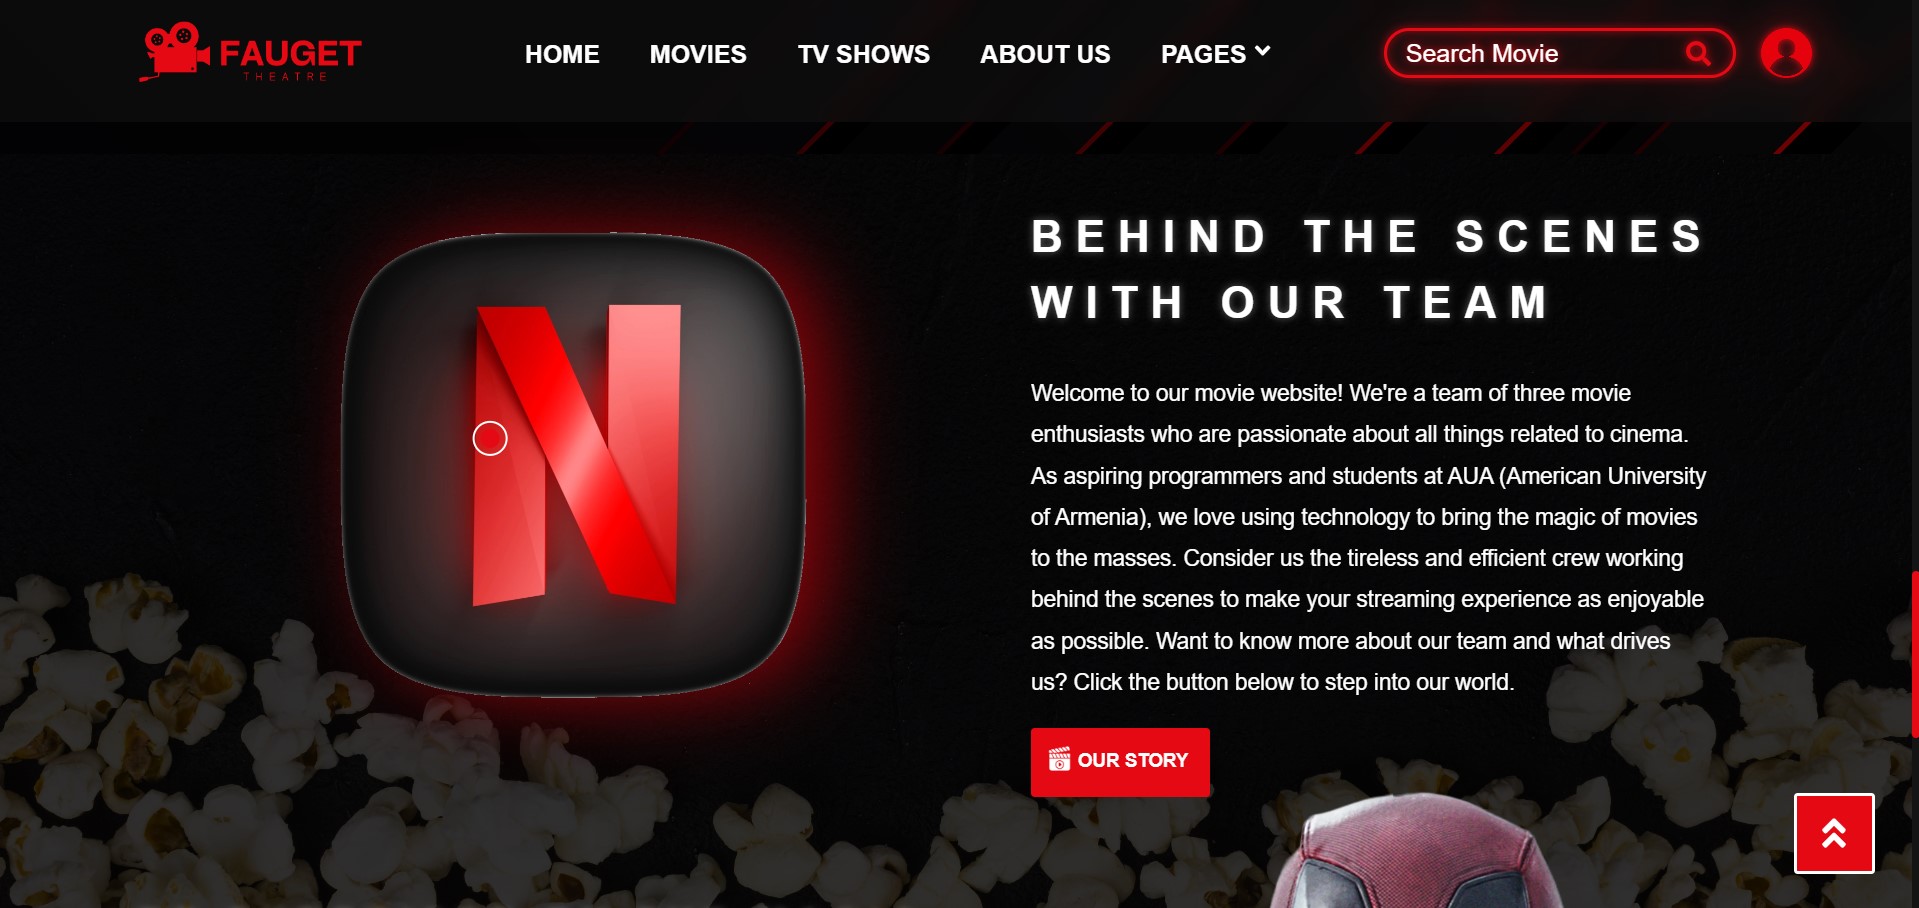 FAUGET
THEATRE
HOME MOVIES TV SHOWS ABOUT US PAGES
Search Movie
N
BEHIND THE SCENES
WITH OUR TEAM
Welcome to our movie website! We're a team of three movie
enthusiasts who are passionate about all things related to cinema.
As aspiring programmers and students at AUA (American University
of Armenia), we love using technology to bring the magic of movies
to the masses. Consider us the tireless and efficient crew working
behind the scenes to make your streaming experience as enjoyable
as possible. Want to know more about our team and what drives
us? Click the button below to step into our world.
OUR STORY